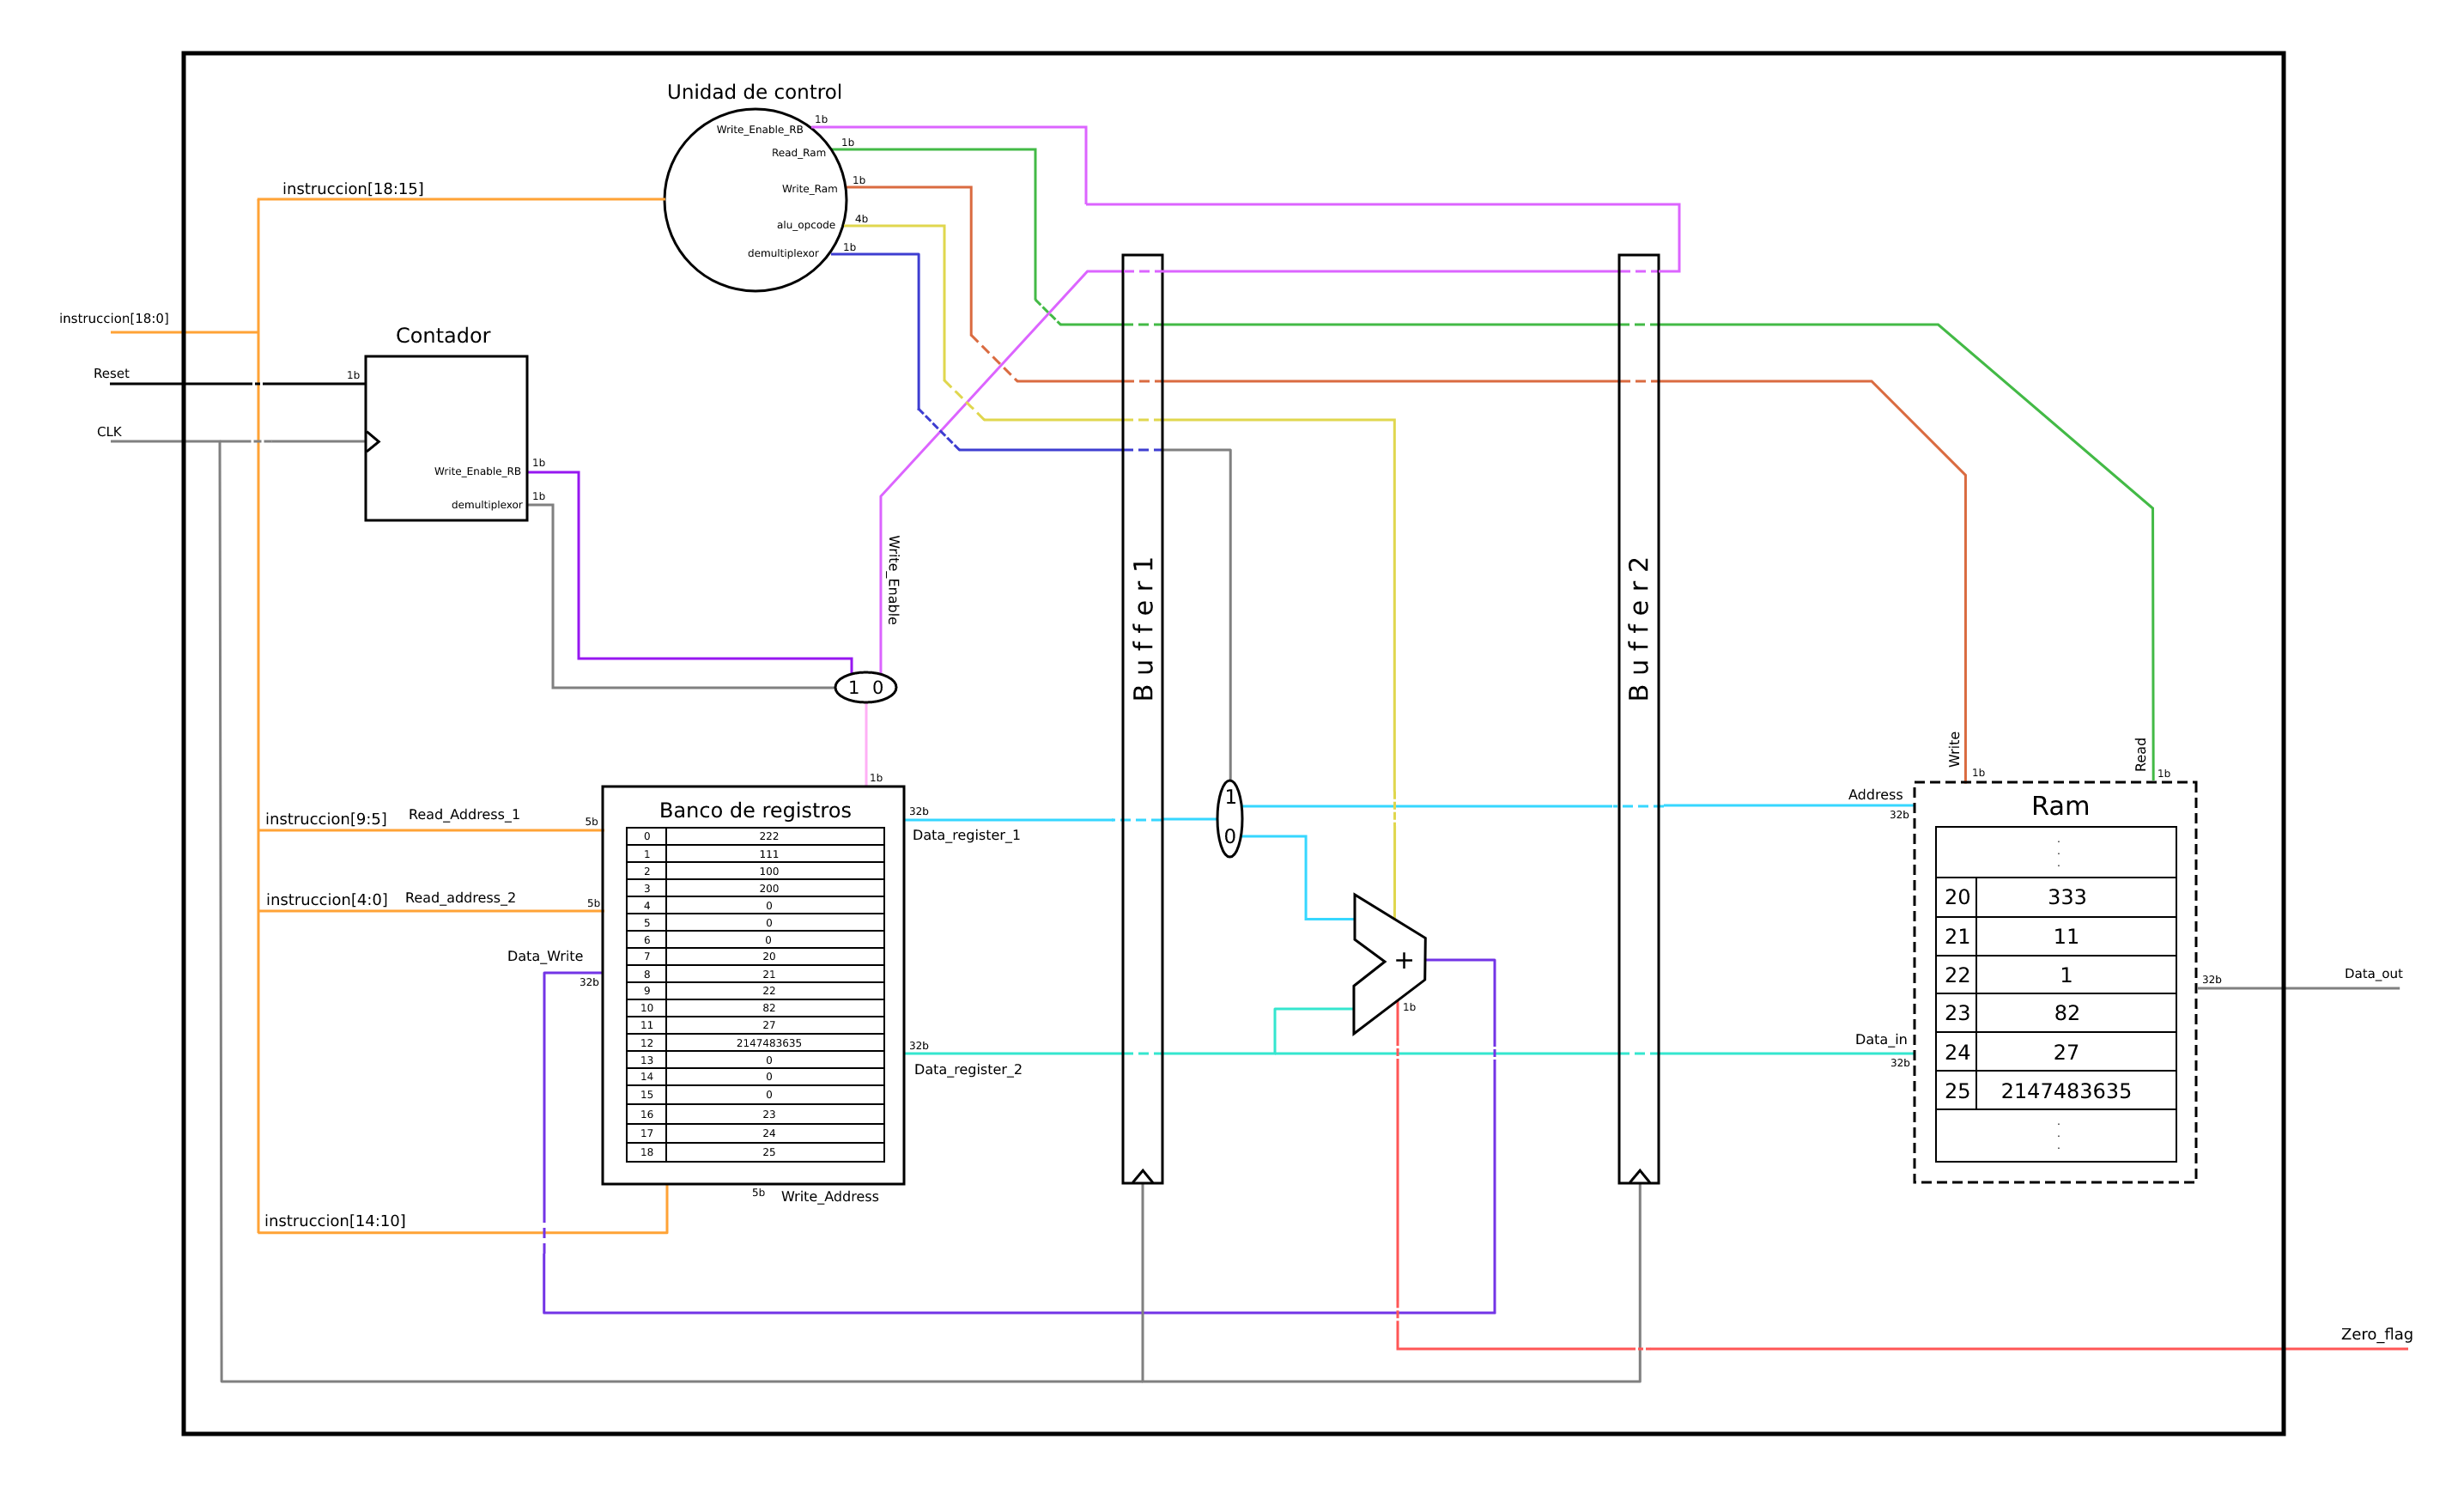 Unidad de control
Write_Enable_RB
1b
Read_Ram
1b
Write_Ram
1b
alu_opcode
4b
demultiplexor
1b
instruccion[18:15]
instruccion[18:0]
Contador
Reset
1b
CLK
Write_Enable_RB
1b
demultiplexor
1b
Write_Enable
1 0
1b
Buffer1
Buffer2
Write
1b
Read
1b
instruccion[9:5] Read_Address_1
5b
instruccion[4:0] Read_address_2
5b
Data_Write
32b
Banco de registros
0 222
1 111
2 100
3 200
4 0
5 0
6 0
7 20
8 21
9 22
10 82
11 27
12 2147483635
13 0
14 0
15 0
16 23
17 24
18 25
5b Write_Address
instruccion[14:10]
32b
Data_register_1
32b
Data_register_2
1
0
+
1b
Address
32b
Data_in
32b
Ram
.
.
.
20 333
21 11
22 1
23 82
24 27
25 2147483635
.
.
.
32b
Data_out
Zero_flag